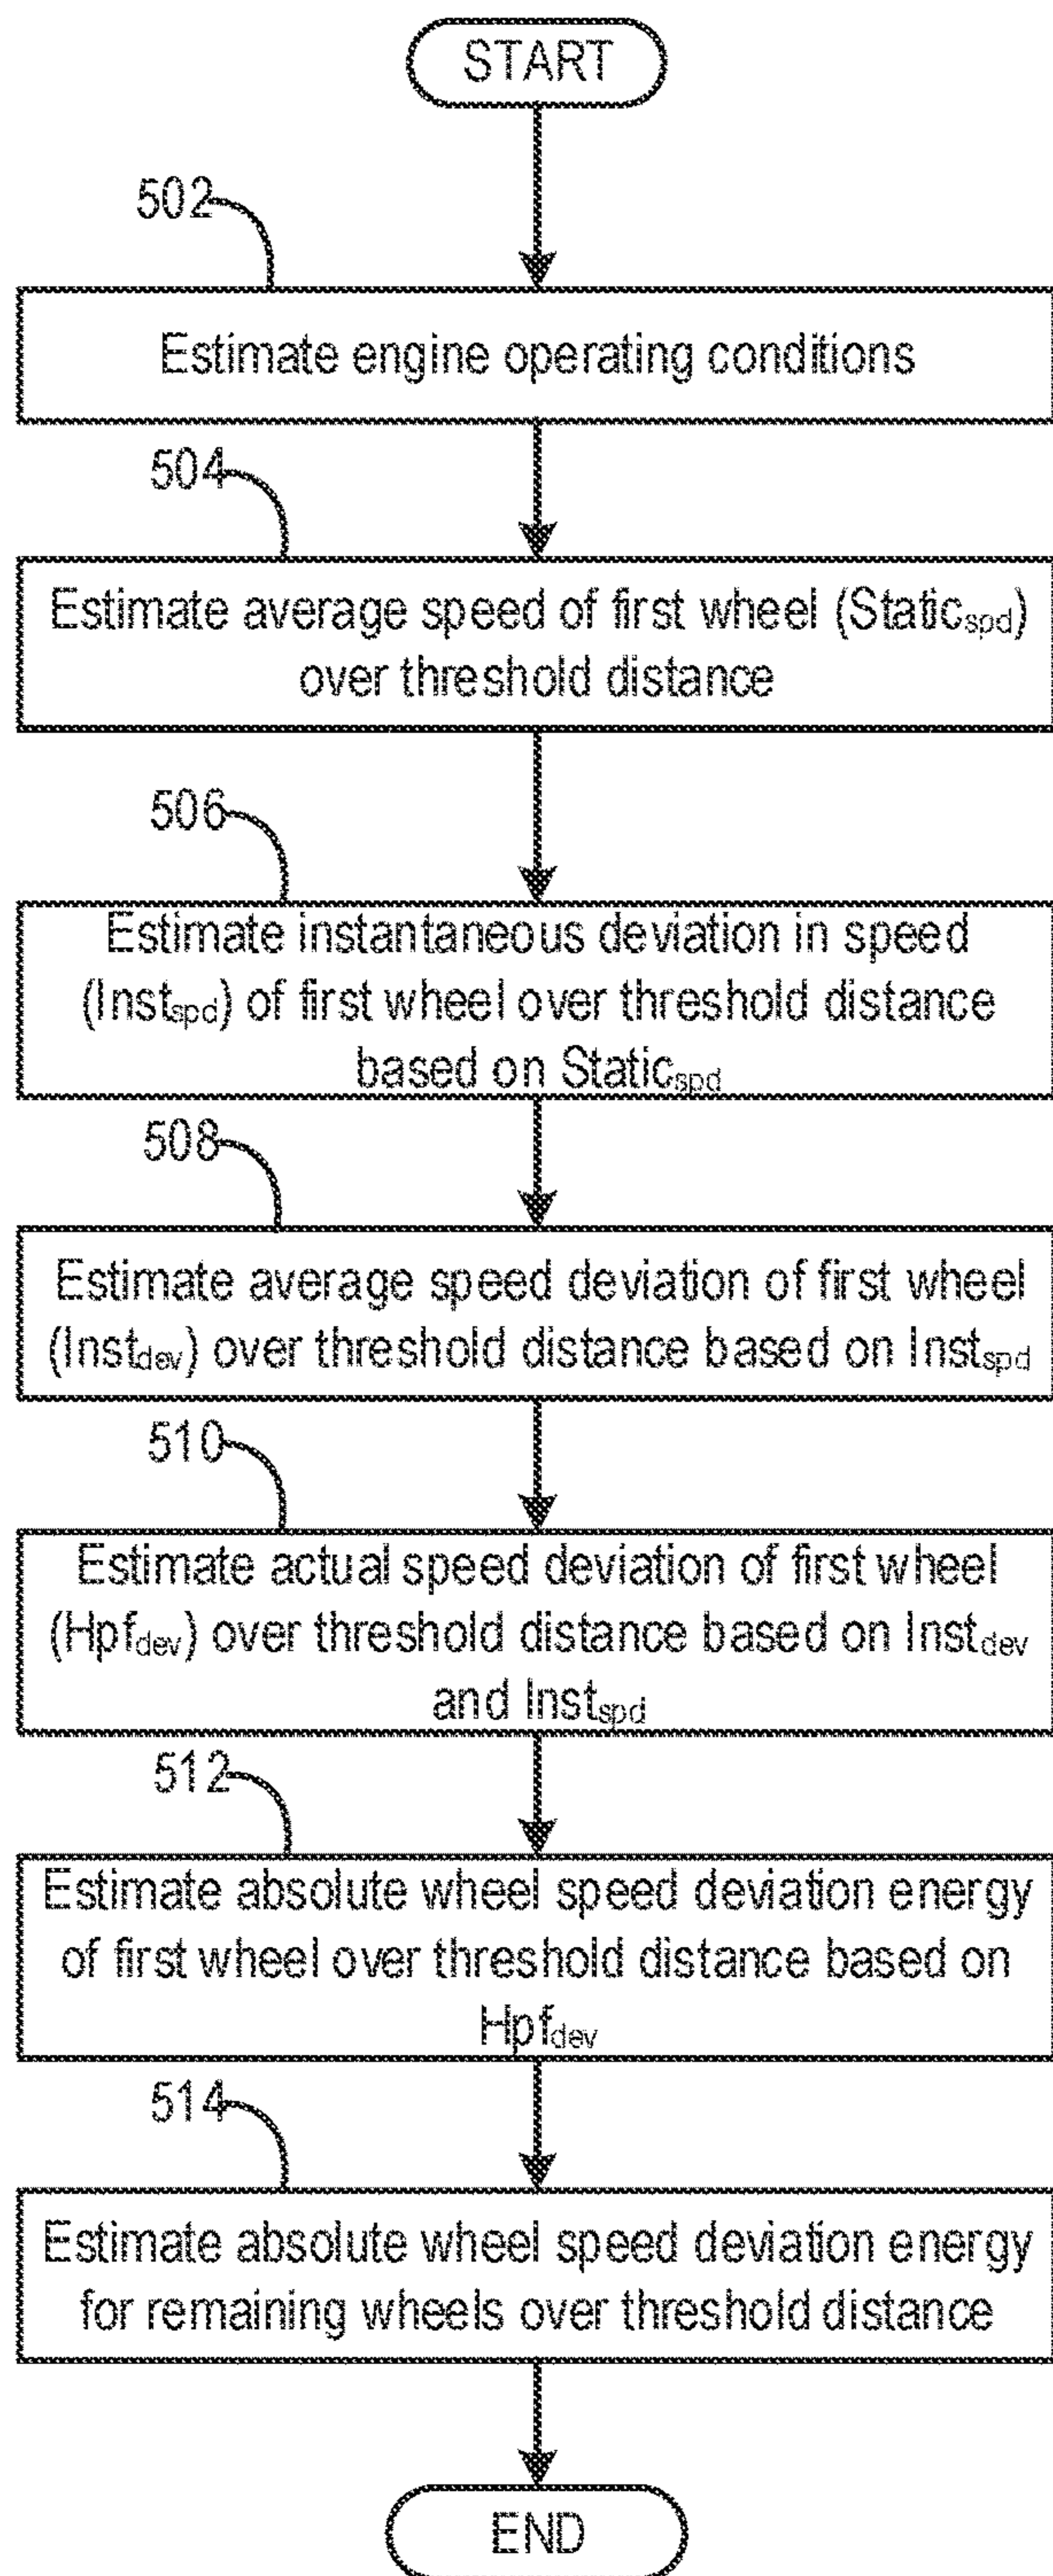 START
502
Estimate engine operating conditions
504
Estimate average speed of first wheel (Staticspd)
over threshold distance
506
Estimate instantaneous deviation in speed
(Instspd) of first wheel over threshold distance
based on Staticspd
508
Estimate average speed deviation of first wheel
(Instdev) over threshold distance based on Instspd
510
Estimate actual speed deviation of first wheel
(Hpfdev) over threshold distance based on Instdev
and Instspd
512
Estimate absolute wheel speed deviation energy
of first wheel over threshold distance based on
Hpfdev
514
Estimate absolute wheel speed deviation energy
for remaining wheels over threshold distance
END